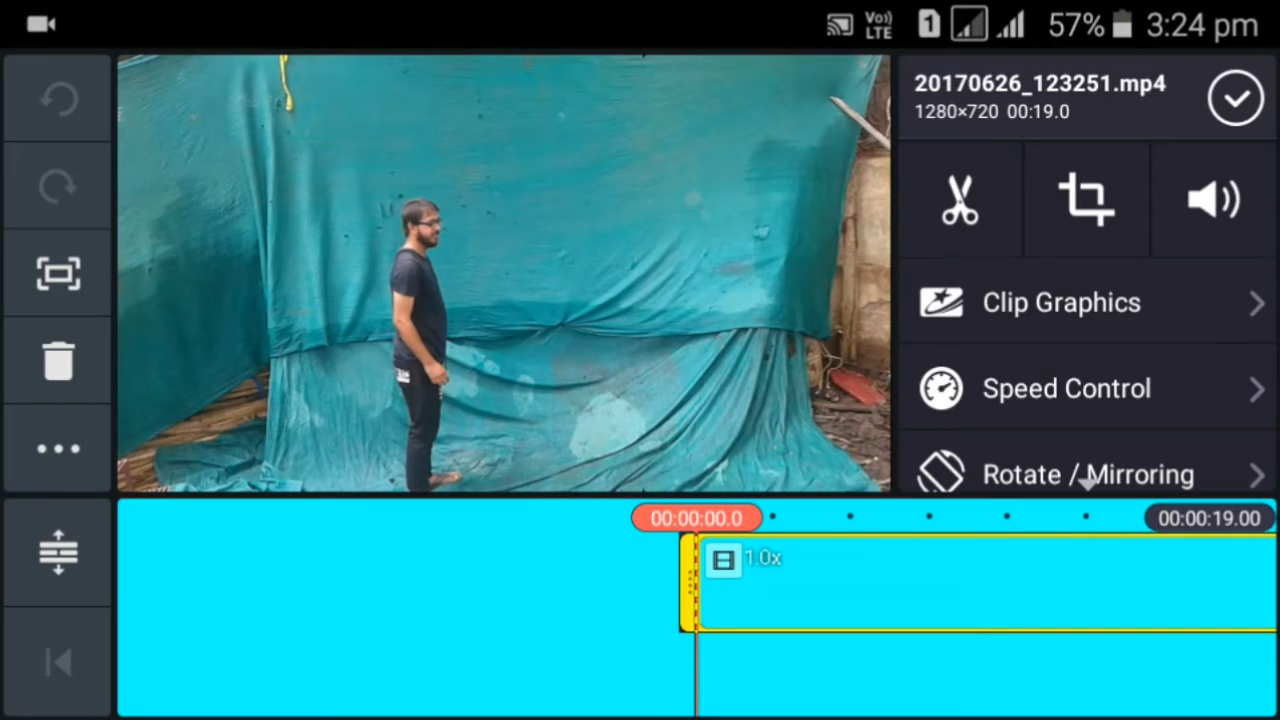 Vo))
LTE
1
57%
3:24 pm
20170626_123251.mp4
1280×720 00:19.0
Clip Graphics
Speed Control
Rotate / Mirroring
00:00:00.0
00:00:19.00
1.0x